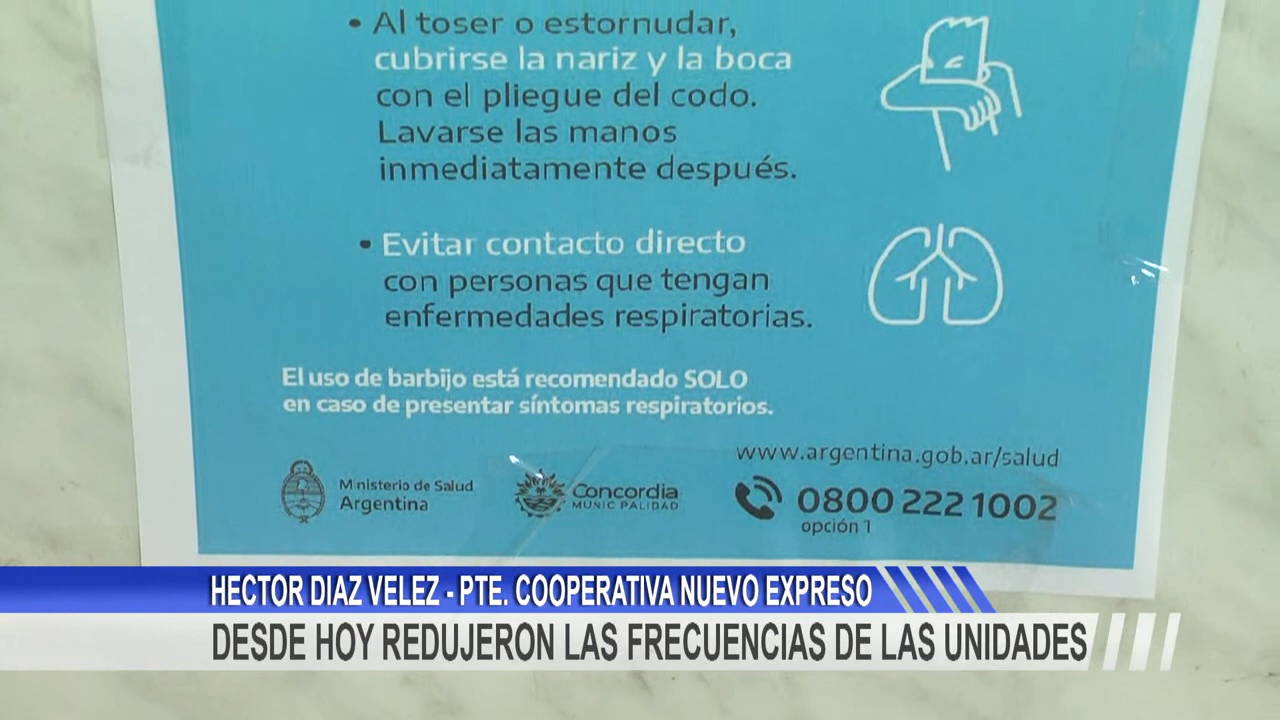 • Al toser o estornudar,
cubrirse la nariz y la boca
con el pliegue del codo.
Lavarse las manos
inmediatamente después.
• Evitar contacto directo
con personas que tengan
enfermedades respiratorias.
El uso de barbijo está recomendado SOLO
en caso de presentar síntomas respiratorios.
www.argentina.gob.ar/salud
Ministerio de Salud
Argentina
Concordia
MUNICIPALIDAD
0800 222 1002
opción 1
HECTOR DIAZ VELEZ - PTE. COOPERATIVA NUEVO EXPRESO
DESDE HOY REDUJERON LAS FRECUENCIAS DE LAS UNIDADES